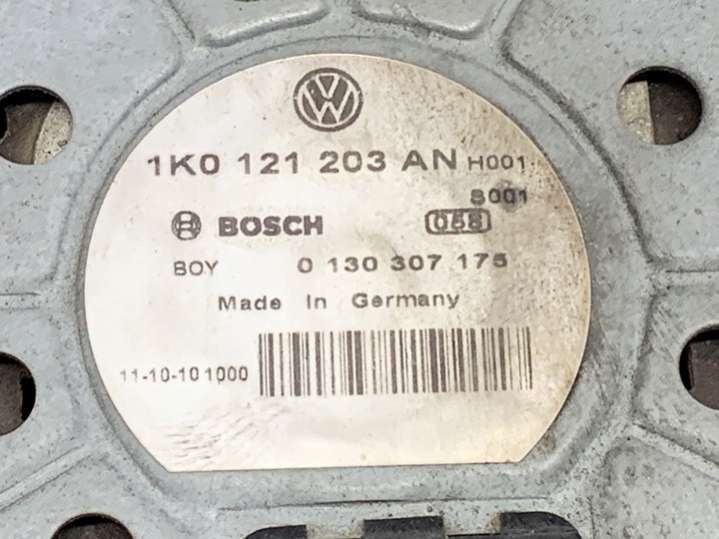 1K0 121 203 AN H001
S001
BOSCH 058
BOY 0 130 307 175
Made In Germany
11-10-10 1000